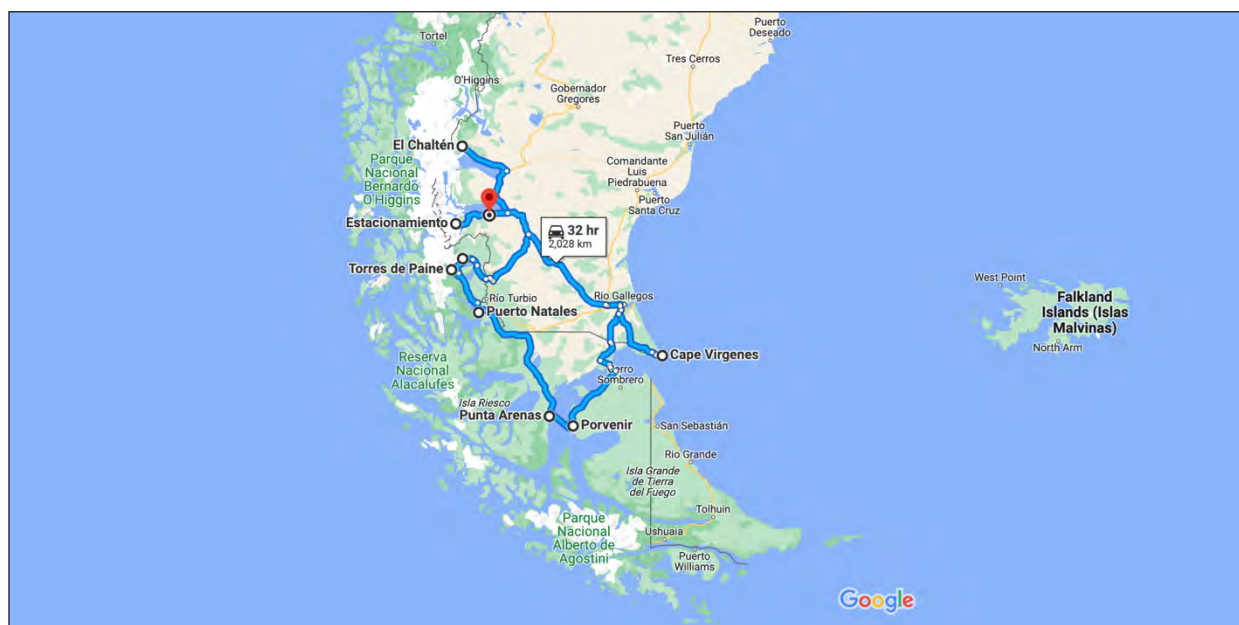 Tortel
Puerto
Deseado
Tres Cerros
O'Higgins
Gobernador
Gregores
Puerto
San Julián
El Chaltén
Parque
Nacional
Bernardo
O'Higgins
Comandante
Luis
Piedrabuena
Puerto
Santa Cruz
Estacionamiento
32 hr
2,028 km
Torres de Paine
West Point
Falkland
Islands (Islas
Malvinas)
North Arm
Río Turbio
Puerto Natales
Rio Gallegos
Cape Virgenes
Reserva
Nacional
Alacalufes
Sombrero
Isla Riesco
Punta Arenas
Porvenir
San Sebastián
Rio Grande
Isla Grande
de Tierra
del Fuego
Tolhuin
Parque
Nacional
Alberto de
Agostini
Ushuaia
Puerto
Williams
Google